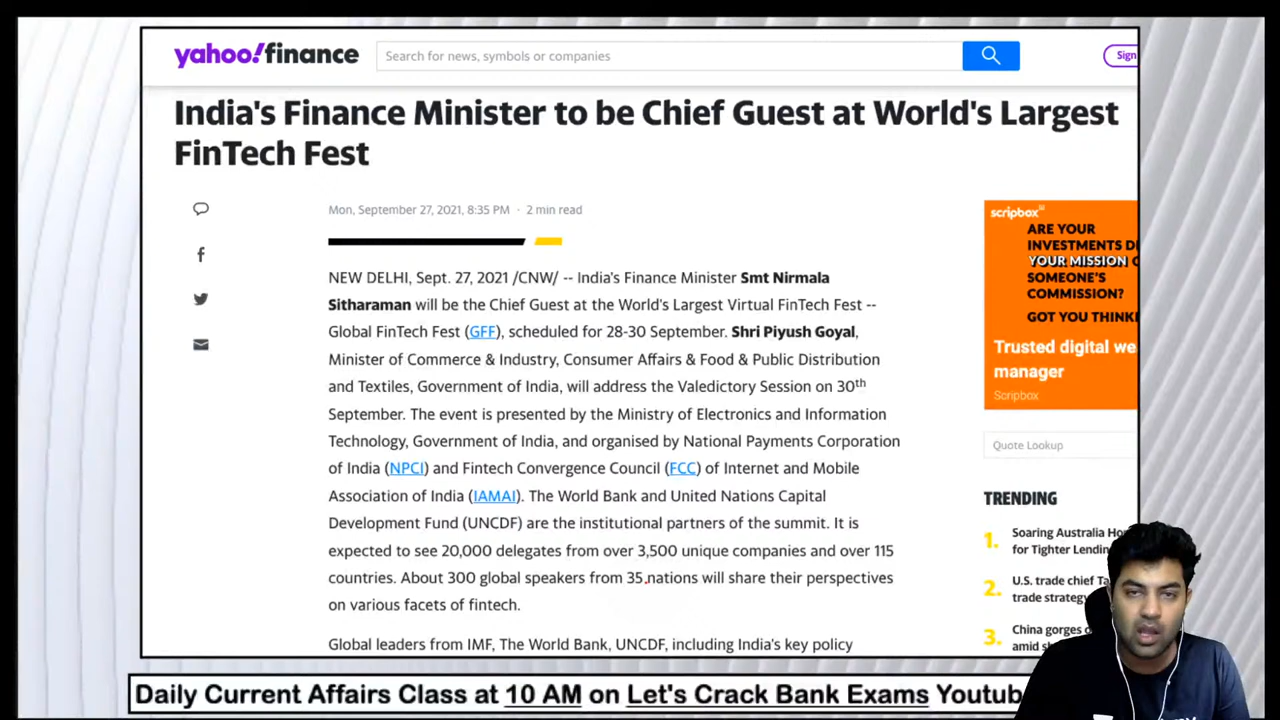 yahoo!finance
Search for news, symbols or companies
Sign
India's Finance Minister to be Chief Guest at World's Largest
FinTech Fest
Mon, September 27, 2021, 8:35 PM · 2 min read
NEW DELHI, Sept. 27, 2021 /CNW/ -- India's Finance Minister Smt Nirmala
Sitharaman will be the Chief Guest at the World's Largest Virtual FinTech Fest --
Global FinTech Fest (GFF), scheduled for 28-30 September. Shri Piyush Goyal,
Minister of Commerce & Industry, Consumer Affairs & Food & Public Distribution
and Textiles, Government of India, will address the Valedictory Session on 30th
September. The event is presented by the Ministry of Electronics and Information
Technology, Government of India, and organised by National Payments Corporation
of India (NPCI) and Fintech Convergence Council (FCC) of Internet and Mobile
Association of India (IAMAI). The World Bank and United Nations Capital
Development Fund (UNCDF) are the institutional partners of the summit. It is
expected to see 20,000 delegates from over 3,500 unique companies and over 115
countries. About 300 global speakers from 35 nations will share their perspectives
on various facets of fintech.
Global leaders from IMF, The World Bank, UNCDF, including India's key policy
scripbox
ARE YOUR
INVESTMENTS
YOUR MISSION
SOMEONE'S
COMMISSION?
GOT YOU
Trusted digital
manager
Scripbox
Quote Lookup
TRENDING
1. Soaring Australia
for Tighter
2. U.S. trade chief
trade
3. China gorges
amid
Daily Current Affairs Class at 10 AM on Let's Crack Bank Exams